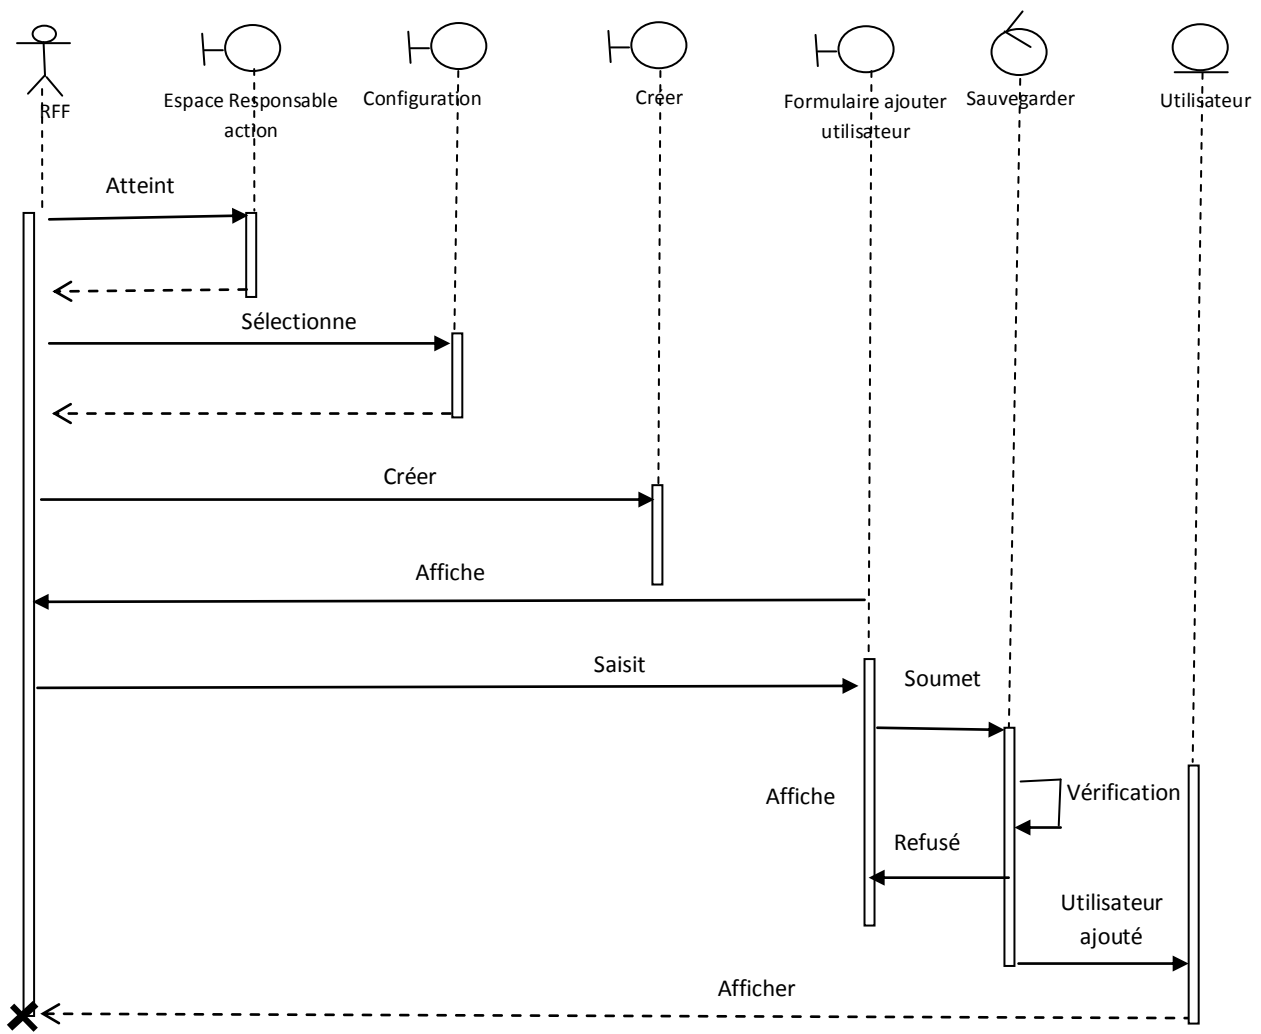 RFF
Espace Responsable
action
Configuration
Créer
Formulaire ajouter
utilisateur
Sauvegarder
Utilisateur
Atteint
Sélectionne
Créer
Affiche
Saisit
Soumet
Affiche
Vérification
Refusé
Utilisateur
ajouté
Afficher